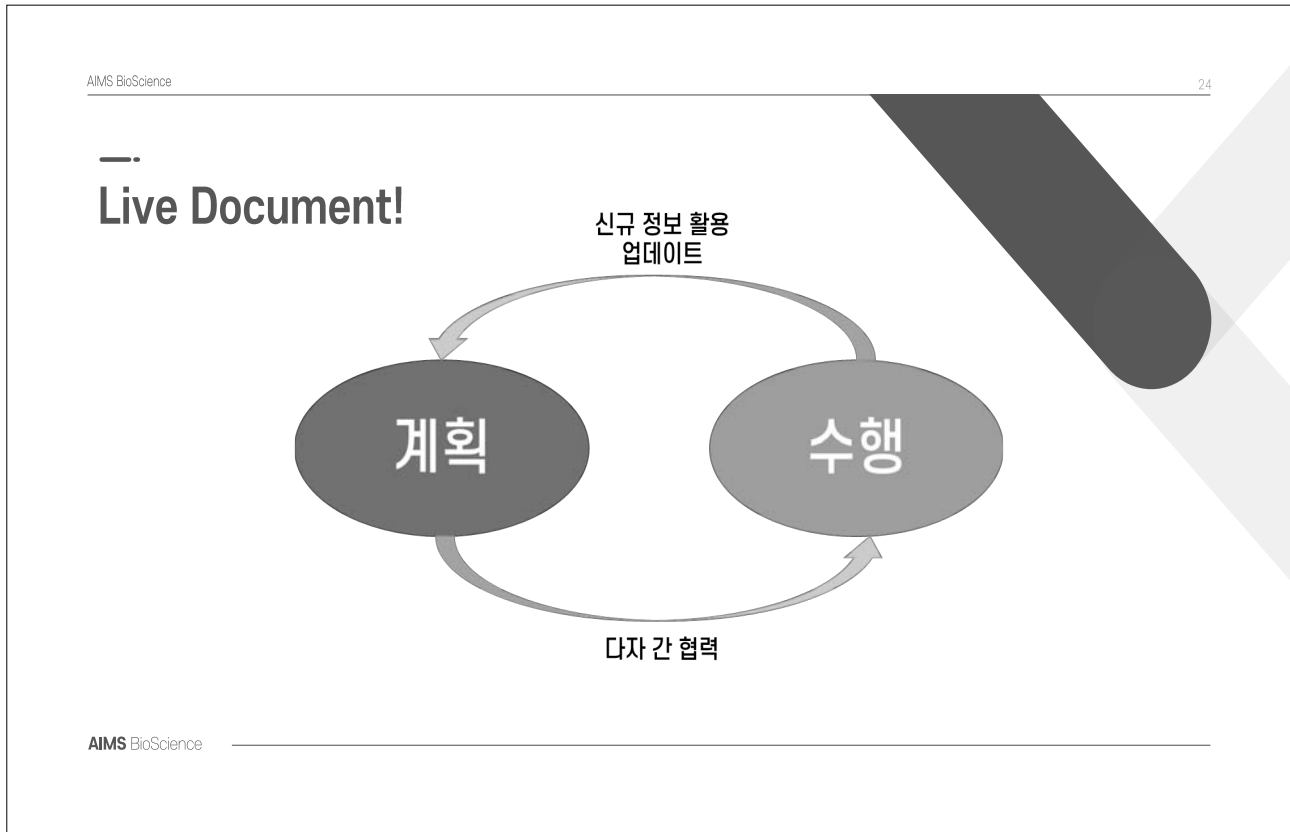 AIMS BioScience
24
Live Document!
신규 정보 활용
업데이트
계획
수행
다자 간 협력
AIMS BioScience